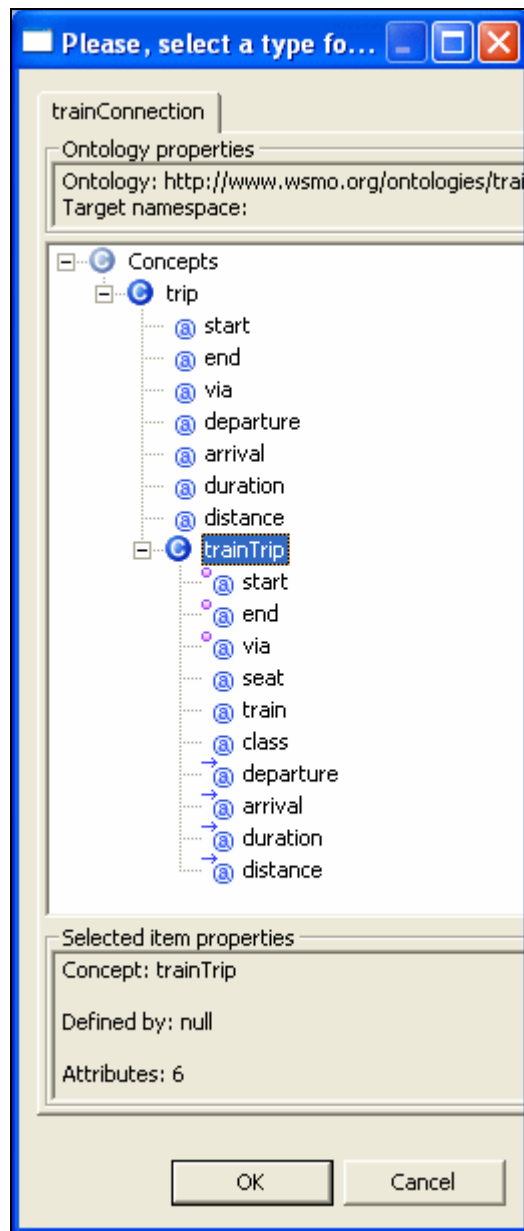 Please, select a type fo...
trainConnection
Ontology properties
Ontology: http://www.wsmo.org/ontologies/trai
Target namespace:
C Concepts
C trip
@ start
@ end
@ via
@ departure
@ arrival
@ duration
@ distance
C trainTrip
@ start
@ end
@ via
@ seat
@ train
@ class
@ departure
@ arrival
@ duration
@ distance
Selected item properties
Concept: trainTrip
Defined by: null
Attributes: 6
OK Cancel